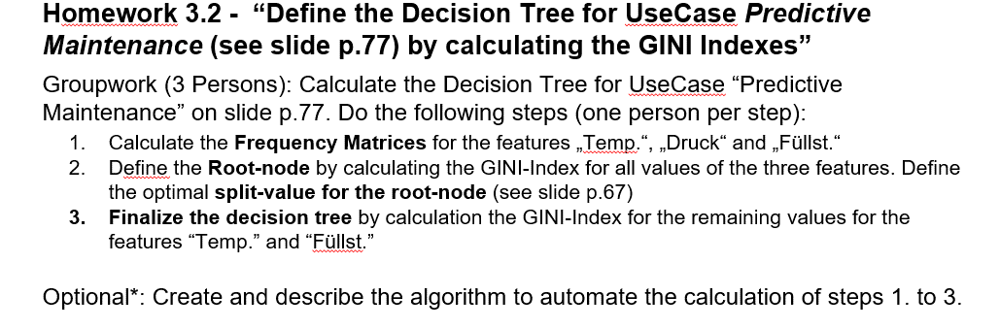 Homework 3.2 -  “Define the Decision Tree for UseCase Predictive
Maintenance (see slide p.77) by calculating the GINI Indexes”
Groupwork (3 Persons): Calculate the Decision Tree for UseCase “Predictive
Maintenance” on slide p.77. Do the following steps (one person per step):
1. Calculate the Frequency Matrices for the features „Temp.“, „Druck“ and „Füllst.“
2. Define the Root-node by calculating the GINI-Index for all values of the three features. Define
the optimal split-value for the root-node (see slide p.67)
3. Finalize the decision tree by calculation the GINI-Index for the remaining values for the
features “Temp.” and “Füllst.”
Optional*: Create and describe the algorithm to automate the calculation of steps 1. to 3.